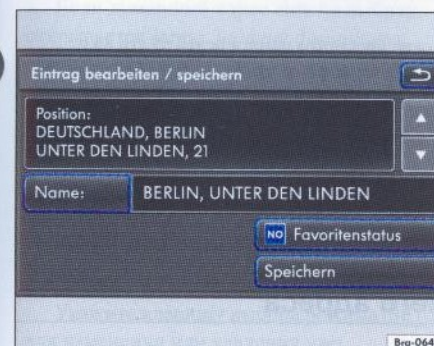 Eintrag bearbeiten / speichern
Position:
DEUTSCHLAND, BERLIN
UNTER DEN LINDEN, 21
Name: BERLIN, UNTER DEN LINDEN
NO Favoritenstatus
Speichern
Brg-064